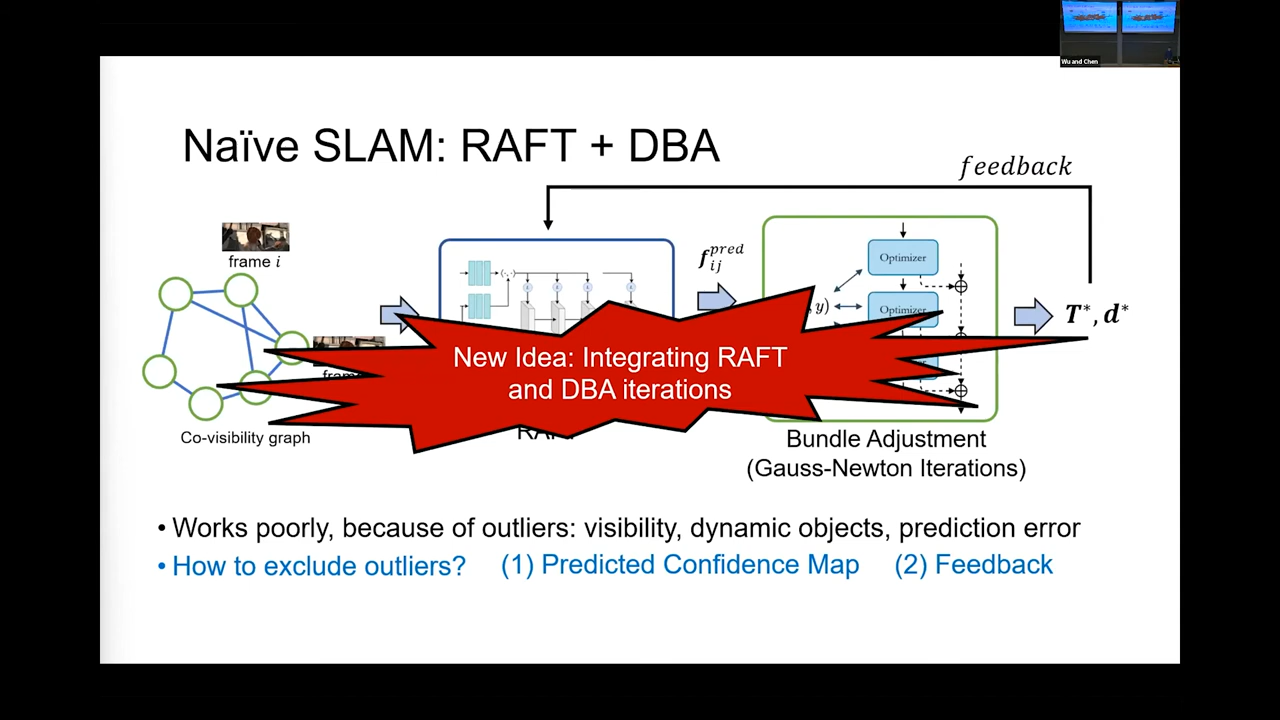 Wu and Chen
Naïve SLAM: RAFT + DBA
feedback
frame i
f_ij^pred
Optimizer
y)
Optimizer
T*, d*
New Idea: Integrating RAFT
and DBA iterations
Co-visibility graph
Bundle Adjustment
(Gauss-Newton Iterations)
• Works poorly, because of outliers: visibility, dynamic objects, prediction error
• How to exclude outliers? (1) Predicted Confidence Map (2) Feedback